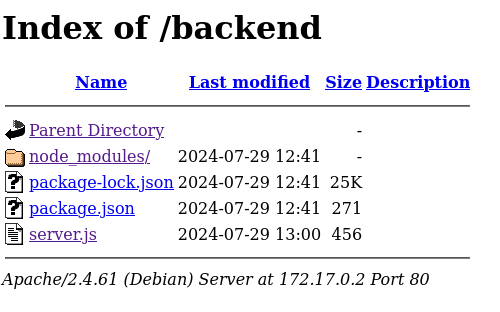 Index of /backend
Name Last modified Size Description
Parent Directory -
node_modules/ 2024-07-29 12:41 -
package-lock.json 2024-07-29 12:41 25K
package.json 2024-07-29 12:41 271
server.js 2024-07-29 13:00 456
Apache/2.4.61 (Debian) Server at 172.17.0.2 Port 80